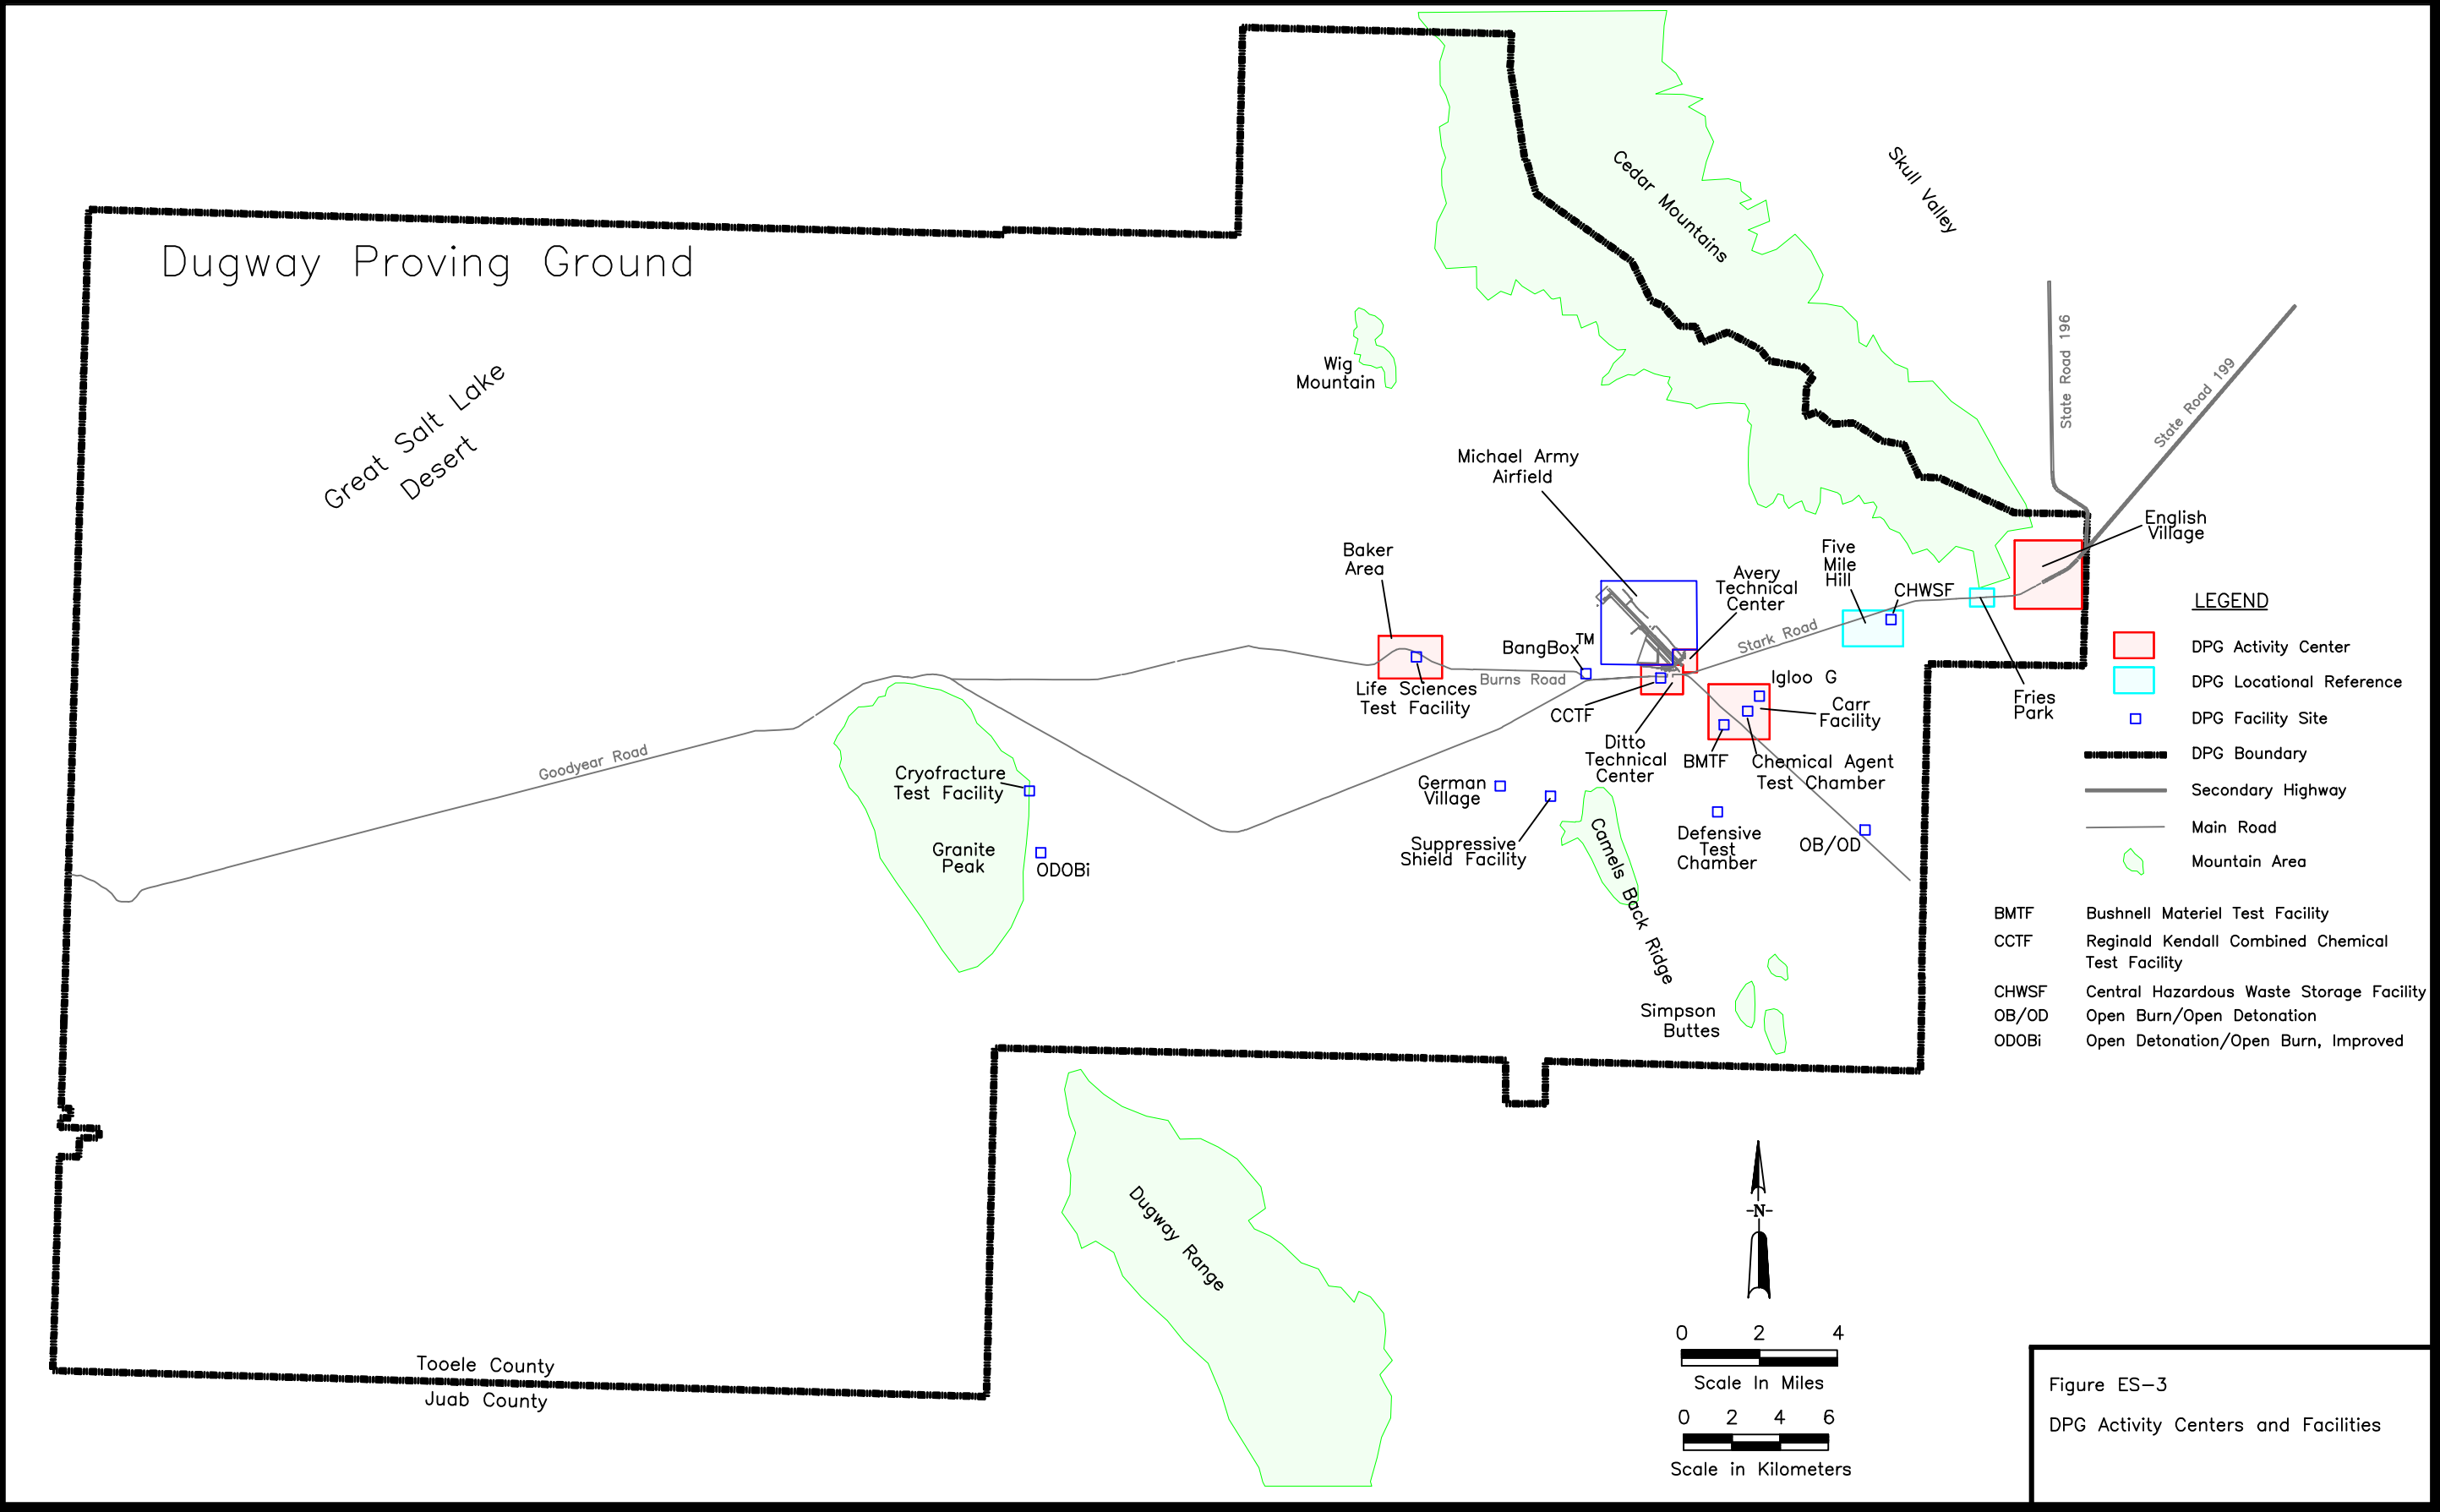 Dugway Proving Ground
Great Salt Lake
Desert
Cedar Mountains
Skull Valley
State Road 196
State Road 199
Wig
Mountain
Michael Army
Airfield
English
Village
Baker
Area
Avery
Technical
Center
Five
Mile
Hill
CHWSF
Stark Road
BangBox™
Burns Road
Life Sciences
Test Facility
CCTF
Igloo G
Carr
Facility
Fries
Park
Ditto
Technical
Center
BMTF
Chemical Agent
Test Chamber
Goodyear Road
Cryofracture
Test Facility
German
Village
Granite
Peak
ODOBi
Suppressive
Shield Facility
Camels Back Ridge
Defensive
Test
Chamber
OB/OD
Simpson
Buttes
Dugway Range
Tooele County
Juab County
LEGEND
DPG Activity Center
DPG Locational Reference
DPG Facility Site
DPG Boundary
Secondary Highway
Main Road
Mountain Area
BMTF Bushnell Materiel Test Facility
CCTF Reginald Kendall Combined Chemical
Test Facility
CHWSF Central Hazardous Waste Storage Facility
OB/OD Open Burn/Open Detonation
ODOBi Open Detonation/Open Burn, Improved
-N-
0 2 4
Scale In Miles
0 2 4 6
Scale in Kilometers
Figure ES-3
DPG Activity Centers and Facilities